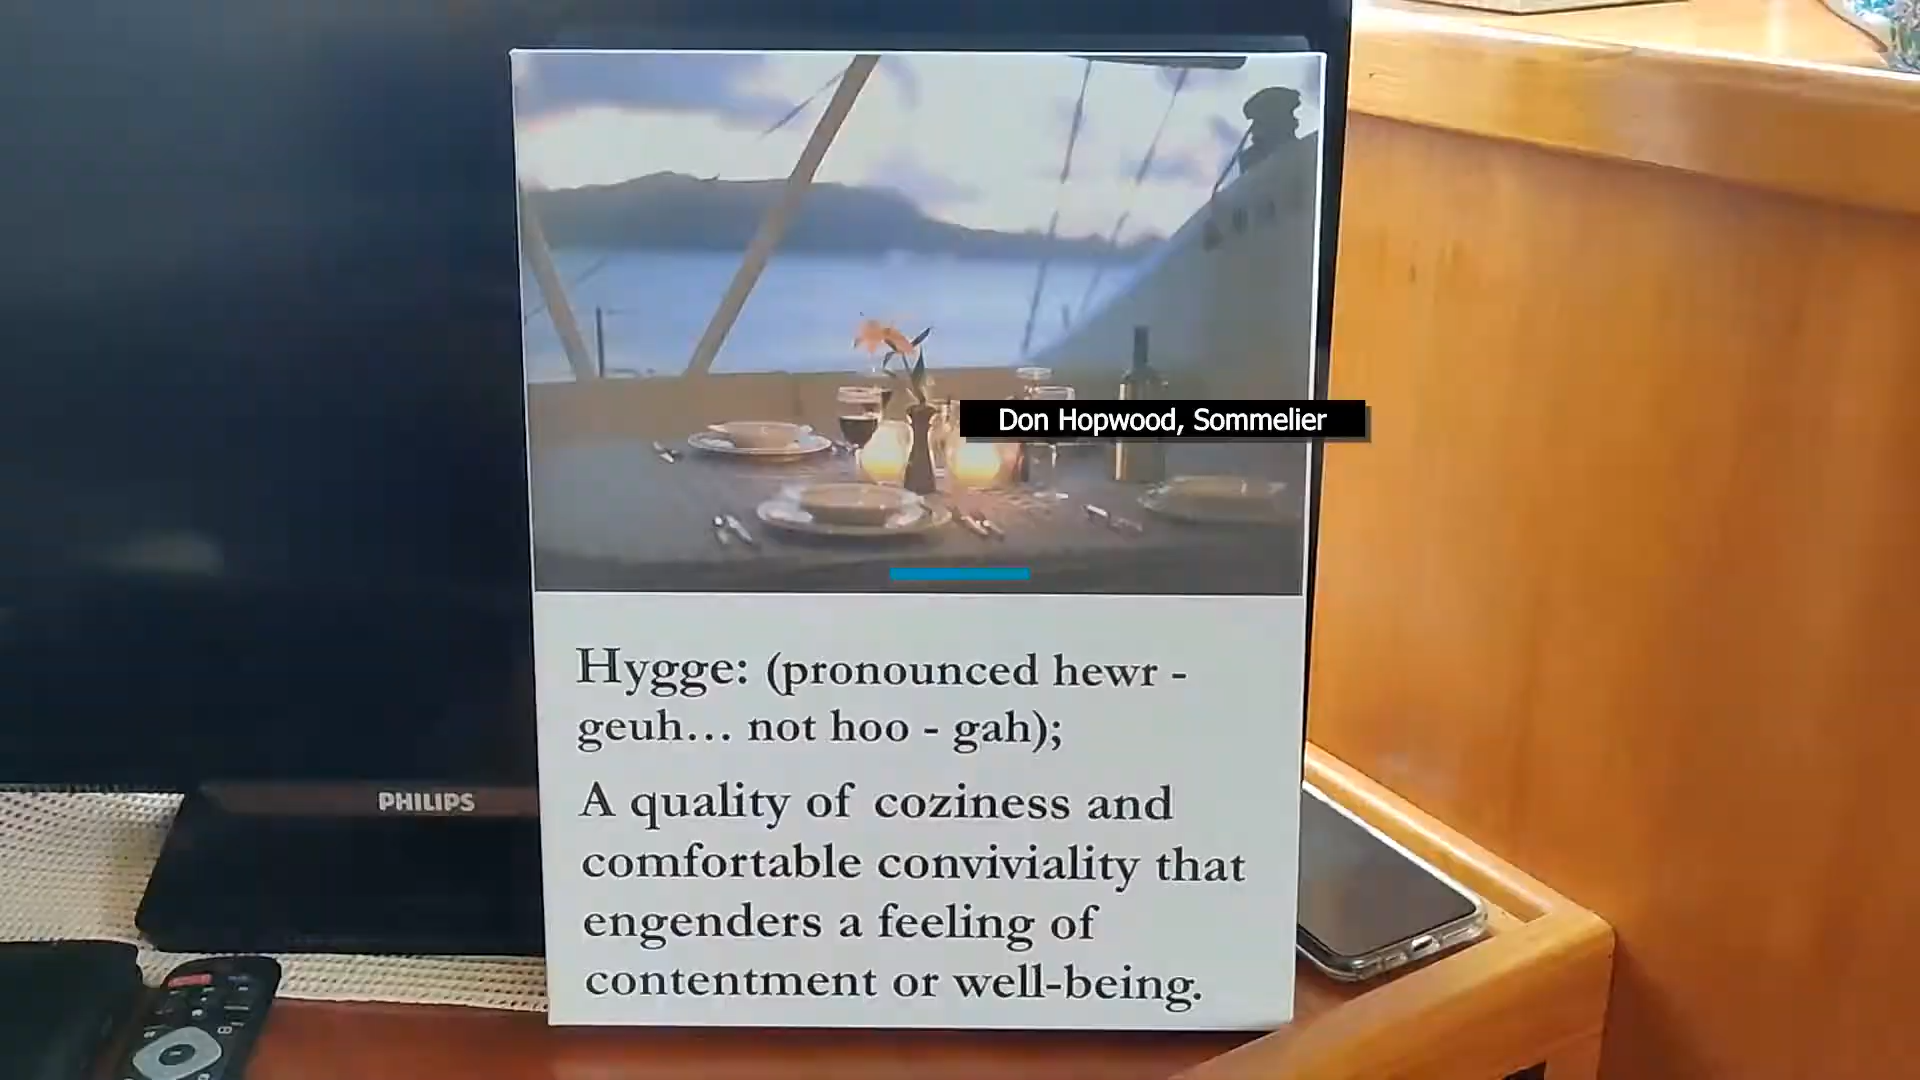 Don Hopwood, Sommelier
Hygge: (pronounced hewr -
geuh... not hoo - gah);
A quality of coziness and
comfortable conviviality that
engenders a feeling of
contentment or well-being.
PHILIPS